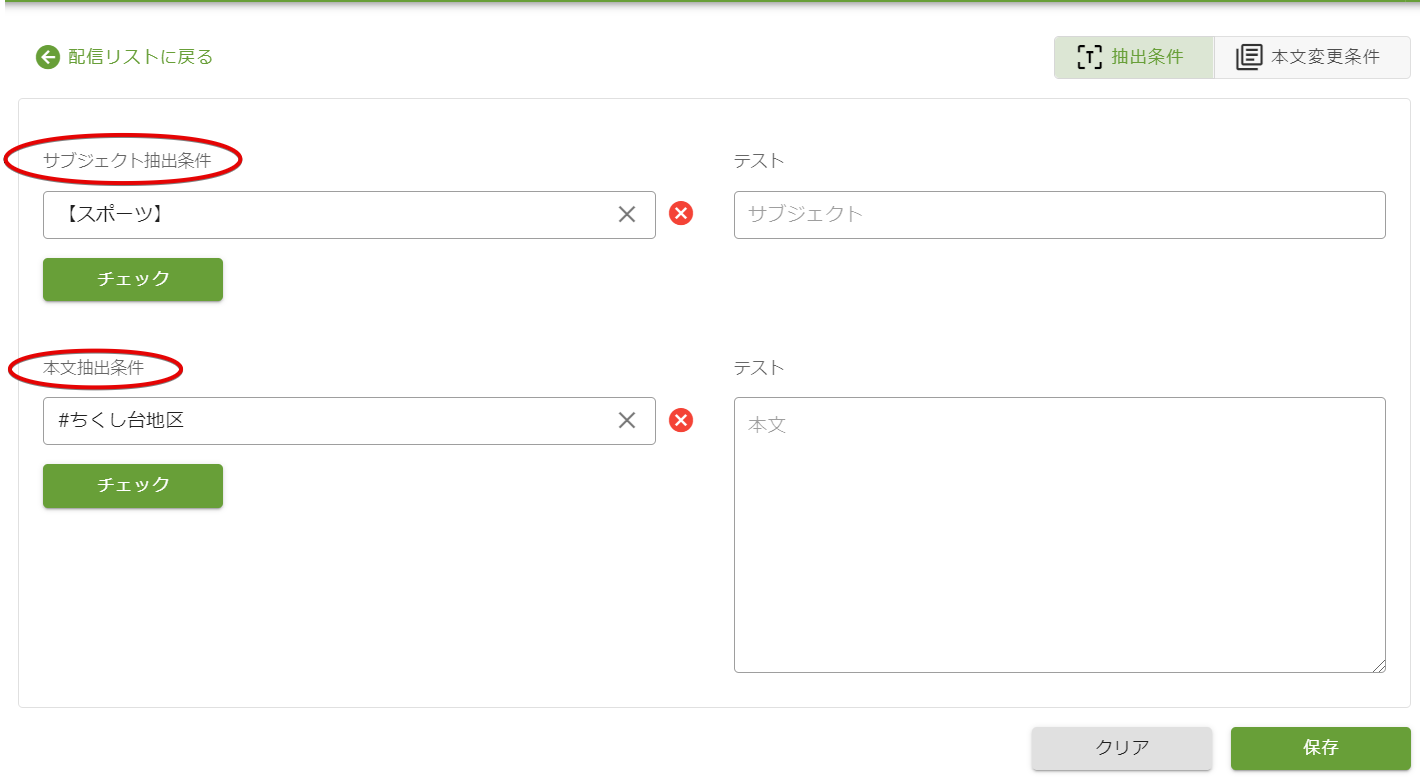 配信リストに戻る
抽出条件
本文変更条件
サブジェクト抽出条件
テスト
【スポーツ】
サブジェクト
チェック
本文抽出条件
テスト
#ちくし台地区
本文
チェック
クリア
保存